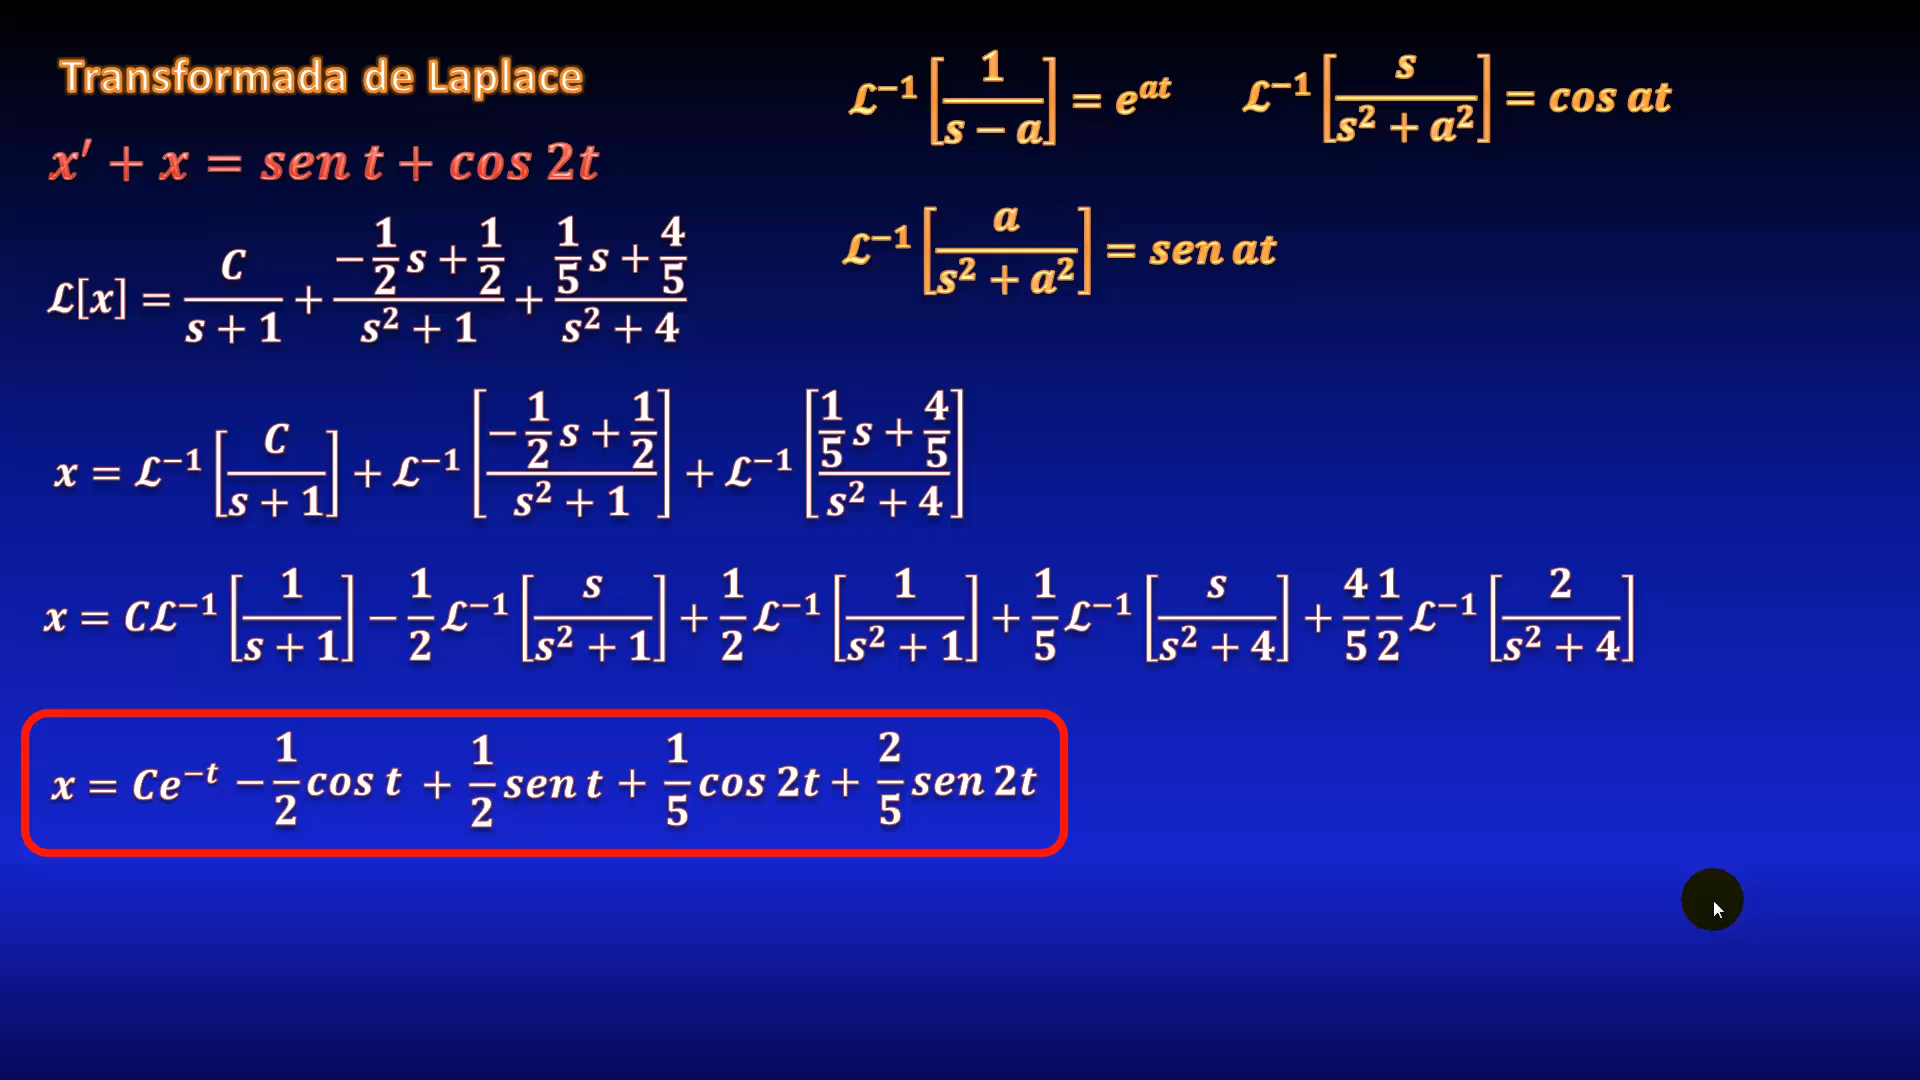 Transformada de Laplace
x′ + x = sen t + cos 2t
ℒ⁻¹[1/(s − a)] = e^{at}    ℒ⁻¹[s/(s² + a²)] = cos at
ℒ⁻¹[a/(s² + a²)] = sen at
ℒ[x] = C/(s + 1) + (−1/2 s + 1/2)/(s² + 1) + (1/5 s + 4/5)/(s² + 4)
x = ℒ⁻¹[C/(s + 1)] + ℒ⁻¹[(−1/2 s + 1/2)/(s² + 1)] + ℒ⁻¹[(1/5 s + 4/5)/(s² + 4)]
x = Cℒ⁻¹[1/(s + 1)] − 1/2 ℒ⁻¹[s/(s² + 1)] + 1/2 ℒ⁻¹[1/(s² + 1)] + 1/5 ℒ⁻¹[s/(s² + 4)] + 4/5 1/2 ℒ⁻¹[2/(s² + 4)]
x = Ce^{−t} − 1/2 cos t + 1/2 sen t + 1/5 cos 2t + 2/5 sen 2t